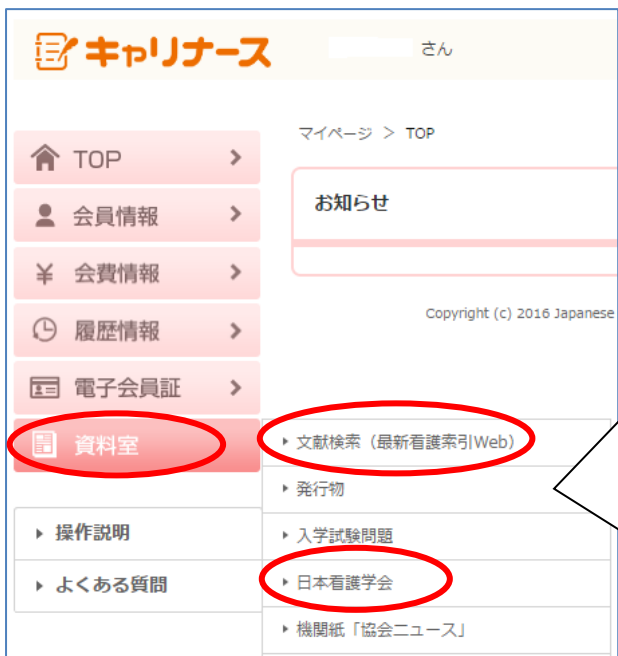 キャリナース
さん
マイページ ＞ TOP
TOP
お知らせ
会員情報
¥ 会費情報
Copyright (c) 2016 Japanese
履歴情報
電子会員証
資料室
文献検索（最新看護索引Web）
発行物
入学試験問題
日本看護学会
機関紙「協会ニュース」
操作説明
よくある質問